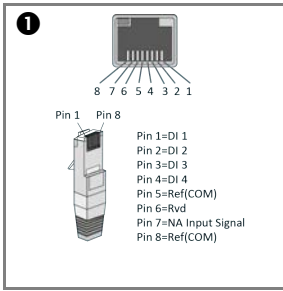 1
8 7 6 5 4 3 2 1
Pin 1 Pin 8
Pin 1=DI 1
Pin 2=DI 2
Pin 3=DI 3
Pin 4=DI 4
Pin 5=Ref(COM)
Pin 6=Rvd
Pin 7=NA Input Signal
Pin 8=Ref(COM)